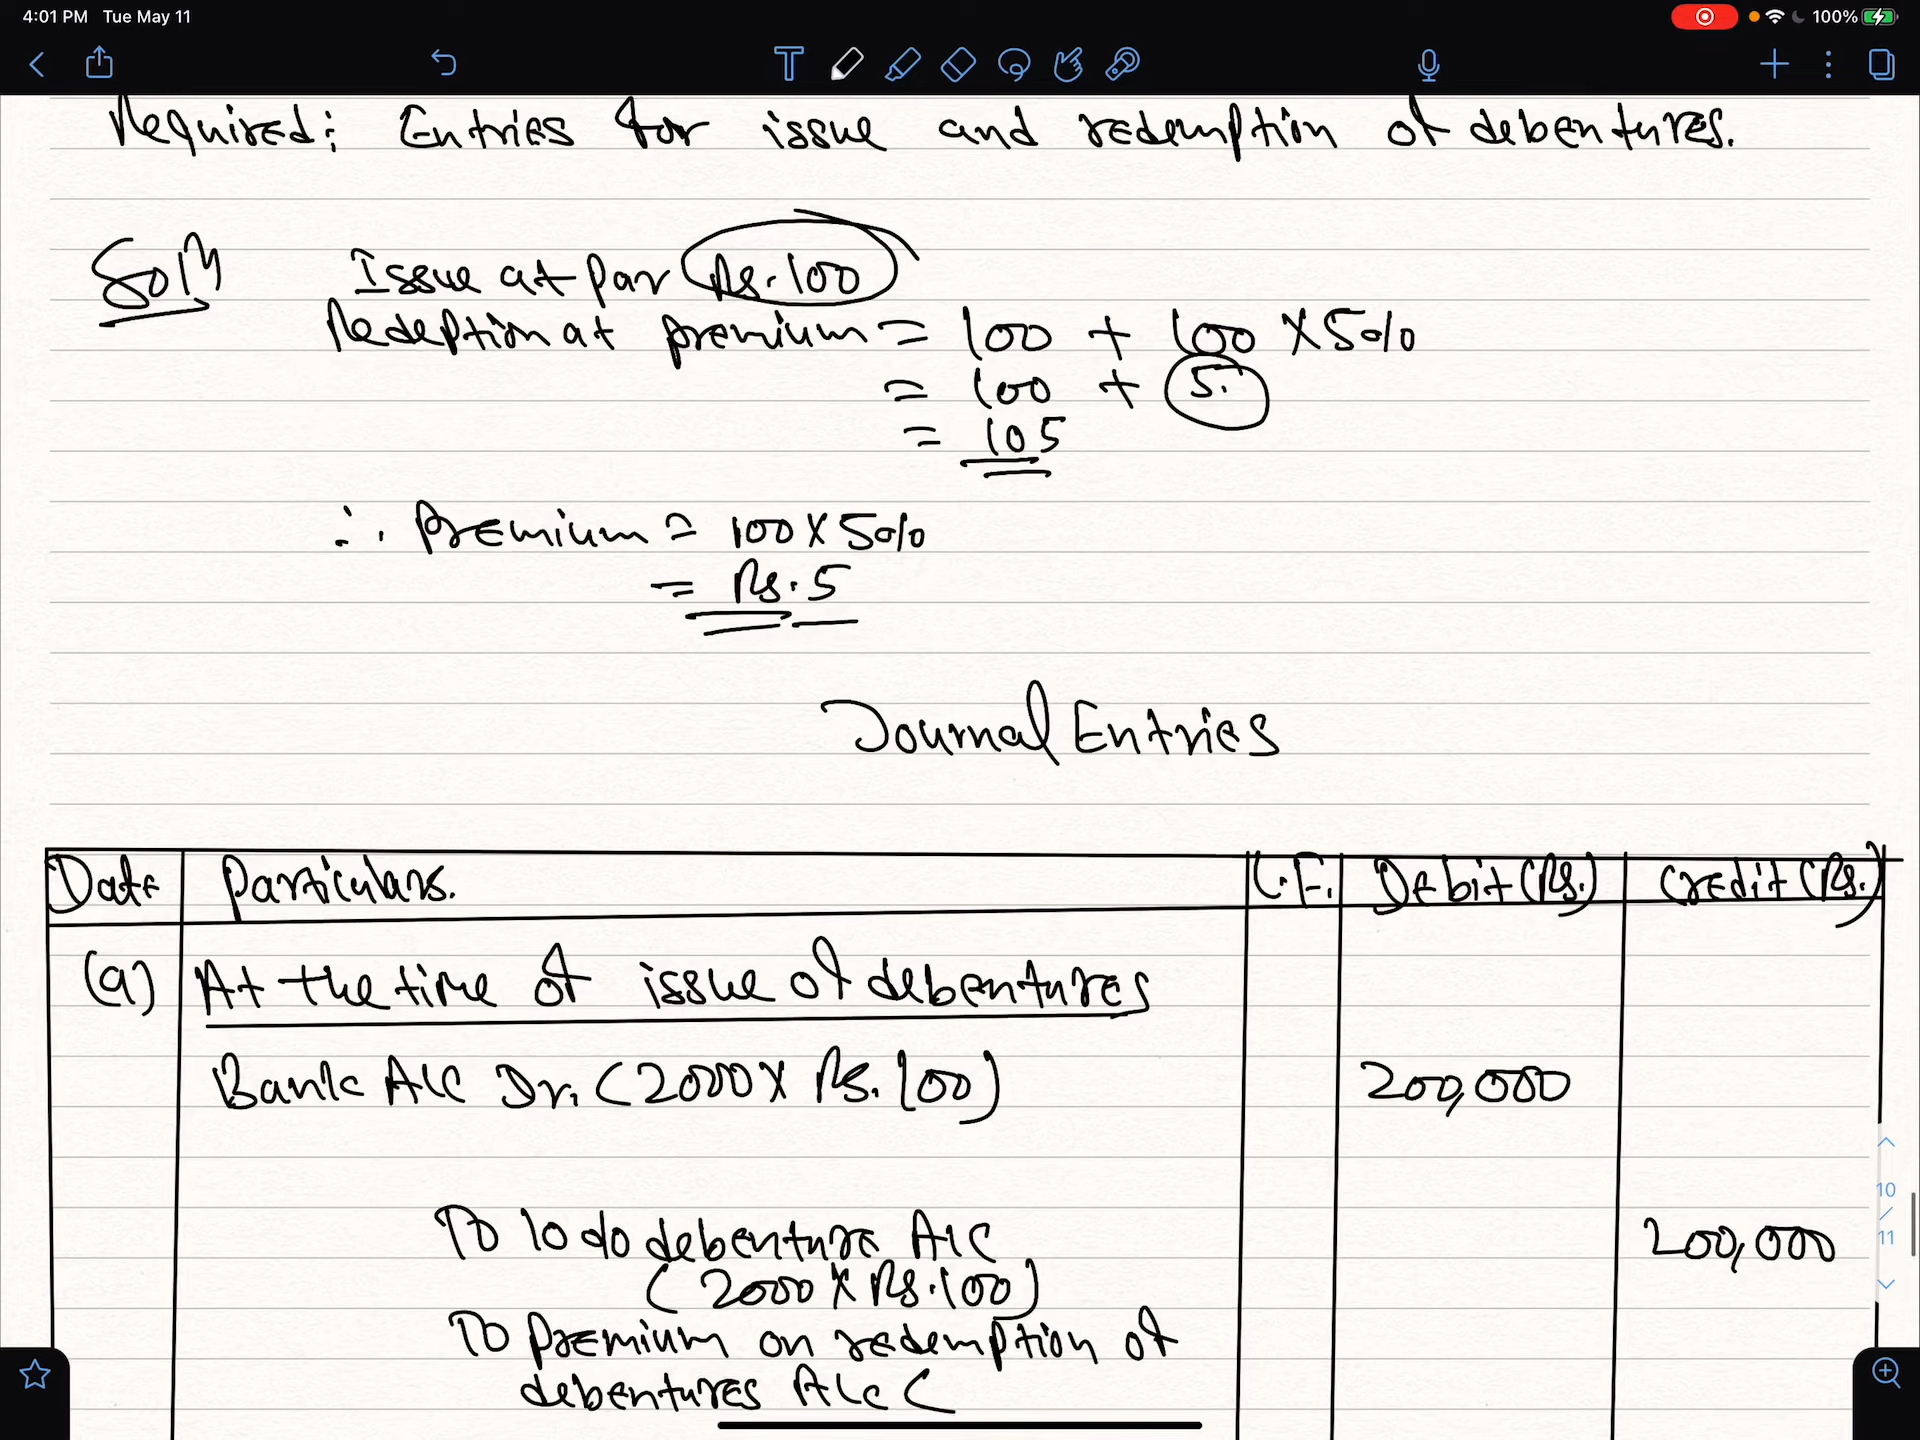 4:01 PM Tue May 11
100%
Required: Entries for issue and redemption of debentures.
Soln Issue at par Rs. 100
Redeption at premium = 100 + 100 X 5%
= 100 + 5.
= 105
∴ Premium = 100 X 5%
= Rs. 5
Journal Entries
Date Particulars. L.F. Debit (Rs.) Credit (Rs.)
(a) At the time of issue of debentures
Bank A/C Dr. (2000 X Rs. 100) 200,000
To 10% debenture A/C 200,000
(2000 X Rs. 100)
To Premium on redemption of
debentures A/c (
10
/
11